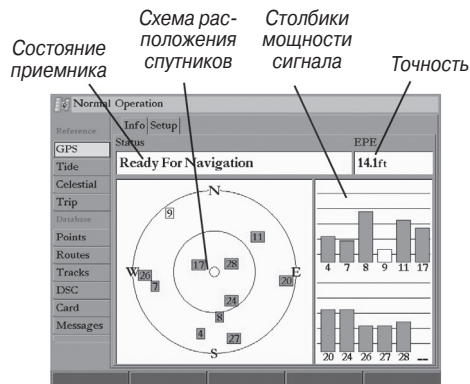 Состояние
приемника
Схема рас-
положения
спутников
Столбики
мощности
сигнала
Точность
Normal Operation
Reference
GPS
Tide
Celestial
Trip
Database
Points
Routes
Tracks
DSC
Card
Messages
Info Setup
Status
EPE
Ready For Navigation
14.1ft
N
9
11
17
28
W
26
7
20
E
24
8
4
27
S
4 7 8 9 11 17
20 24 26 27 28 --